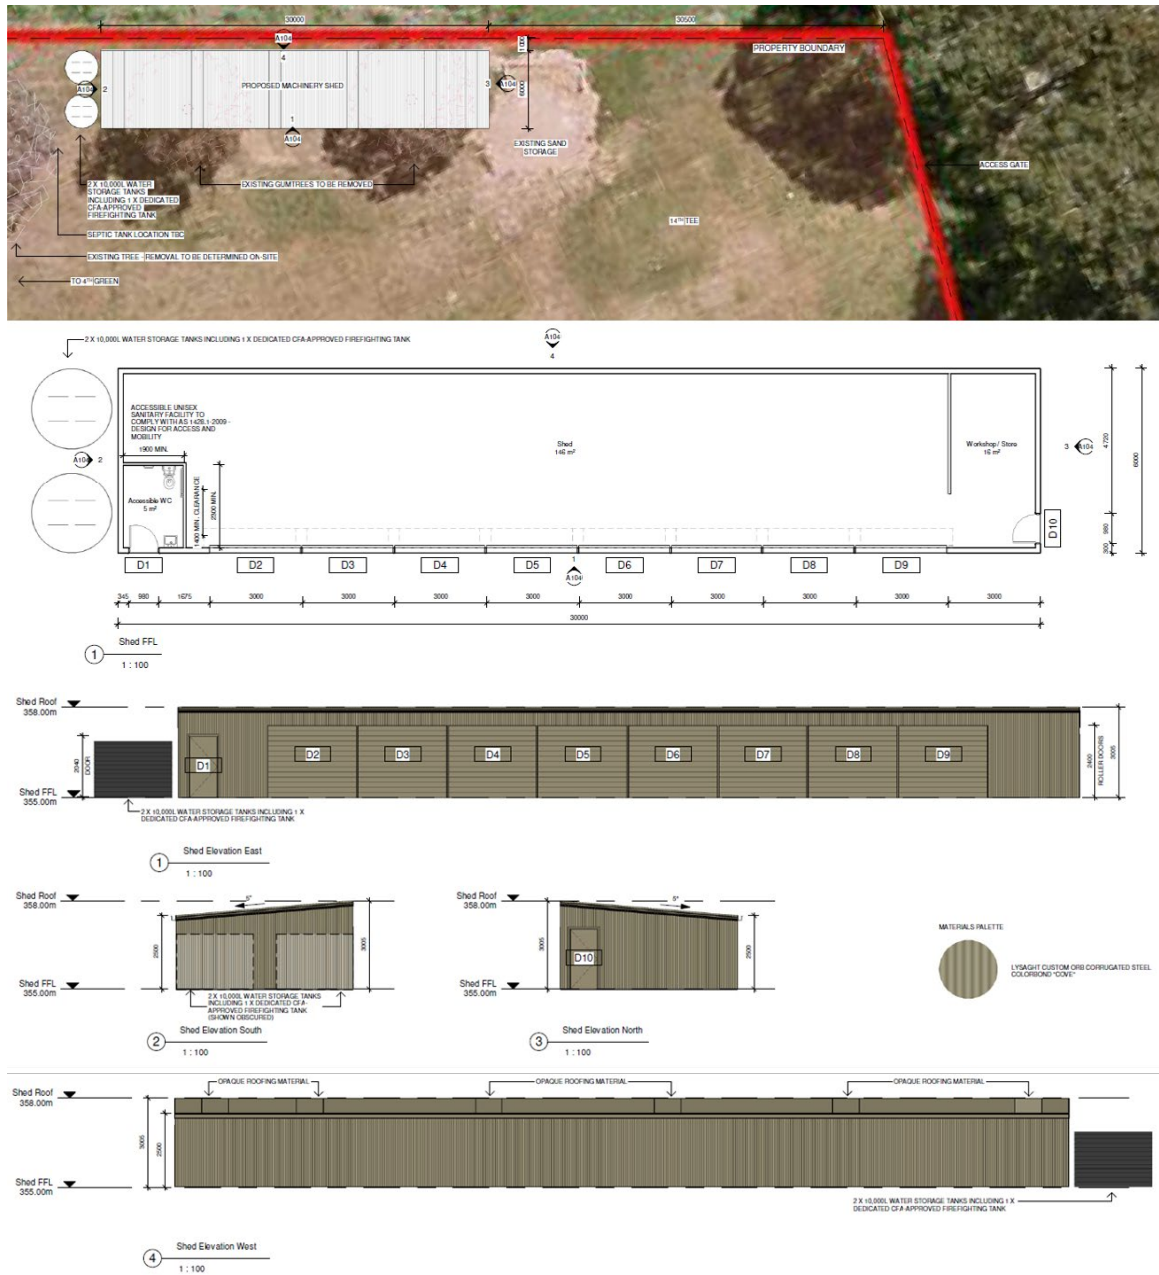 30000
30500
A104
4
1000
PROPERTY BOUNDARY
PROPOSED MACHINERY SHED
A104
2
3
A104
6000
1
A104
EXISTING SAND
STORAGE
ACCESS GATE
2 X 10,000L WATER
STORAGE TANKS
INCLUDING 1 X DEDICATED
CFA-APPROVED
FIREFIGHTING TANK
EXISTING GUMTREES TO BE REMOVED
14TH TEE
SEPTIC TANK LOCATION TBC
EXISTING TREE - REMOVAL TO BE DETERMINED ON-SITE
TO 4TH GREEN
2 X 10,000L WATER STORAGE TANKS INCLUDING 1 X DEDICATED CFA-APPROVED FIREFIGHTING TANK
A104
4
ACCESSIBLE UNISEX
SANITARY FACILITY TO
COMPLY WITH AS 1428.1-2009 -
DESIGN FOR ACCESS AND
MOBILITY
1900 MIN.
Shed
146 m²
Workshop / Store
16 m²
4720
6000
A104
2
3
A104
Accessible WC
5 m²
1400 MIN. CLEARANCE
2500 MIN.
D10
980
300
D1
D2
D3
D4
D5
1
A104
D6
D7
D8
D9
345
980
1675
3000
3000
3000
3000
3000
3000
3000
3000
3000
30000
1
Shed FFL
1 : 100
Shed Roof
358.00m
2040
DOOR
D1
D2
D3
D4
D5
D6
D7
D8
D9
2400
ROLLER DOORS
3005
Shed FFL
355.00m
2 X 10,000L WATER STORAGE TANKS INCLUDING 1 X
DEDICATED CFA-APPROVED FIREFIGHTING TANK
1
Shed Elevation East
1 : 100
Shed Roof
358.00m
5°
2500
3005
Shed FFL
355.00m
2 X 10,000L WATER STORAGE TANKS
INCLUDING 1 X DEDICATED CFA-
APPROVED FIREFIGHTING TANK
(SHOWN OBSCURED)
2
Shed Elevation South
1 : 100
Shed Roof
358.00m
5°
3005
D10
2500
Shed FFL
355.00m
3
Shed Elevation North
1 : 100
MATERIALS PALETTE
LYSAGHT CUSTOM ORB CORRUGATED STEEL
COLORBOND "COVE"
OPAQUE ROOFING MATERIAL
OPAQUE ROOFING MATERIAL
OPAQUE ROOFING MATERIAL
Shed Roof
358.00m
3005
2500
Shed FFL
355.00m
2 X 10,000L WATER STORAGE TANKS INCLUDING 1 X
DEDICATED CFA-APPROVED FIREFIGHTING TANK
4
Shed Elevation West
1 : 100